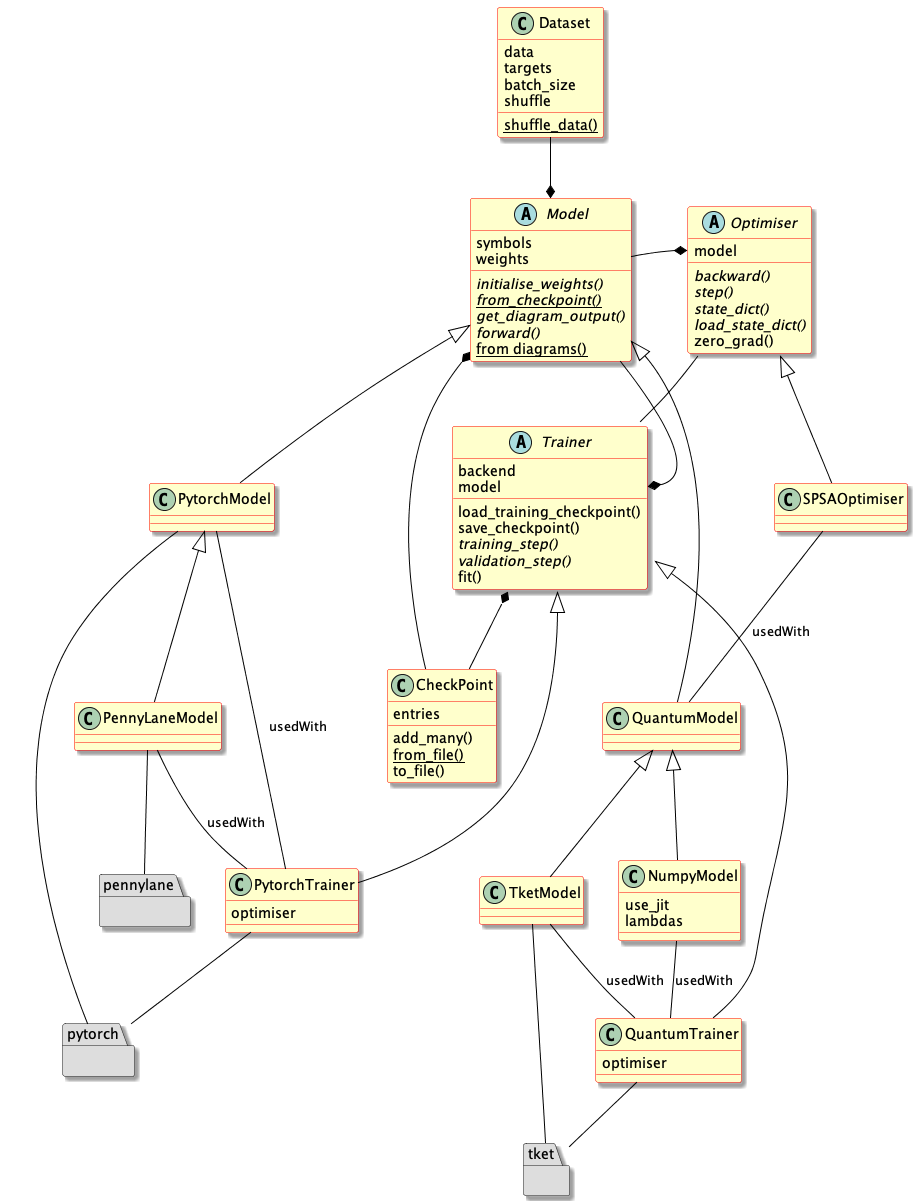 C Dataset
data
targets
batch_size
shuffle
shuffle_data()
A Model
symbols
weights
initialise_weights()
from_checkpoint()
get_diagram_output()
forward()
from diagrams()
A Optimiser
model
backward()
step()
state_dict()
load_state_dict()
zero_grad()
A Trainer
backend
model
load_training_checkpoint()
save_checkpoint()
training_step()
validation_step()
fit()
C PytorchModel
C SPSAOptimiser
usedWith
C CheckPoint
entries
add_many()
from_file()
to_file()
C PennyLaneModel
usedWith
C QuantumModel
usedWith
pennylane
C PytorchTrainer
optimiser
C TketModel
C NumpyModel
use_jit
lambdas
usedWith
usedWith
pytorch
C QuantumTrainer
optimiser
tket